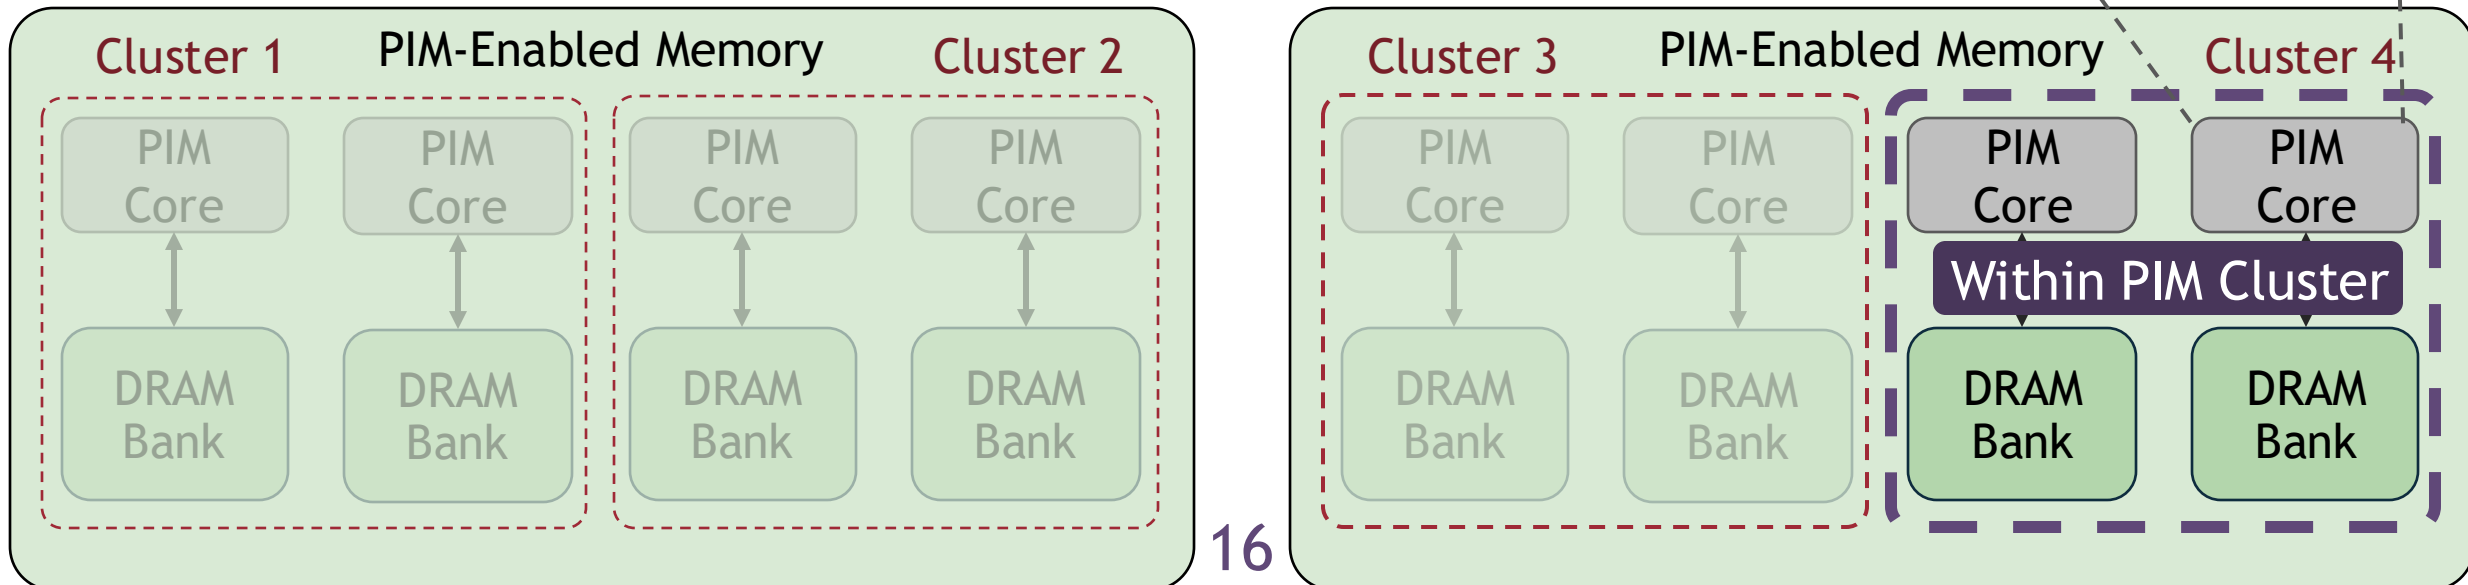 PIM-Enabled Memory
Cluster 1
Cluster 2
PIM
Core
PIM
Core
PIM
Core
PIM
Core
DRAM
Bank
DRAM
Bank
DRAM
Bank
DRAM
Bank
16
PIM-Enabled Memory
Cluster 3
Cluster 4
PIM
Core
PIM
Core
PIM
Core
PIM
Core
Within PIM Cluster
DRAM
Bank
DRAM
Bank
DRAM
Bank
DRAM
Bank